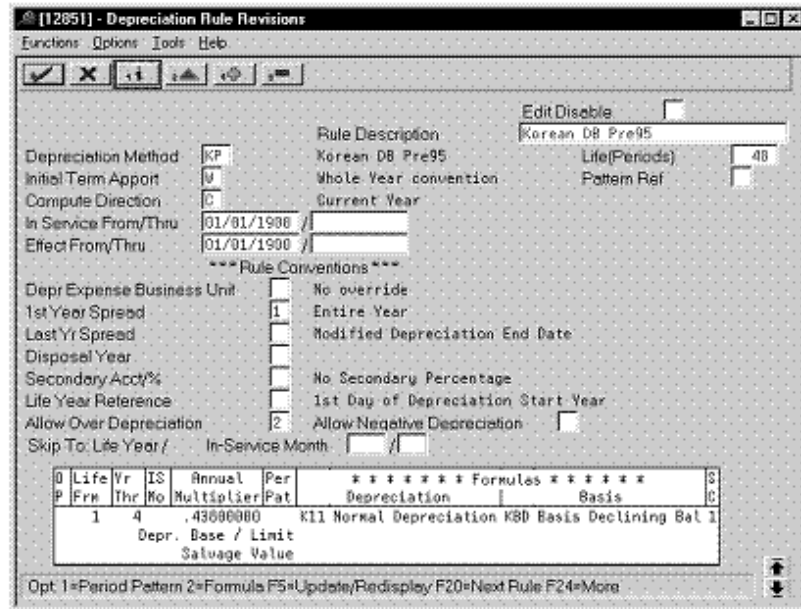 [12851] - Depreciation Rule Revisions
Functions Options Tools Help
Edit Disable
Rule Description Korean DB Pre95
Depreciation Method KP Korean DB Pre95 Life(Periods) 48
Initial Term Apport W Whole Year convention Pattern Ref
Compute Direction C Current Year
In Service From/Thru 01/01/1900 /
Effect From/Thru 01/01/1900 /
***Rule Conventions***
Depr Expense Business Unit No override
1st Year Spread 1 Entire Year
Last Yr Spread Modified Depreciation End Date
Disposal Year
Secondary Acct/% No Secondary Percentage
Life Year Reference 1st Day of Depreciation Start Year
Allow Over Depreciation 2 Allow Negative Depreciation
Skip To: Life Year / In-Service Month /
O Life Yr IS Annual Per * * * * * * * Formulas * * * * * * S
P Frm Thr Mo Multiplier Pat Depreciation | Basis C
1 4 .43800000 K11 Normal Depreciation KBD Basis Declining Bal 1
Depr. Base / Limit
Salvage Value
Opt: 1=Period Pattern 2=Formula F5=Update/Redisplay F20=Next Rule F24=More